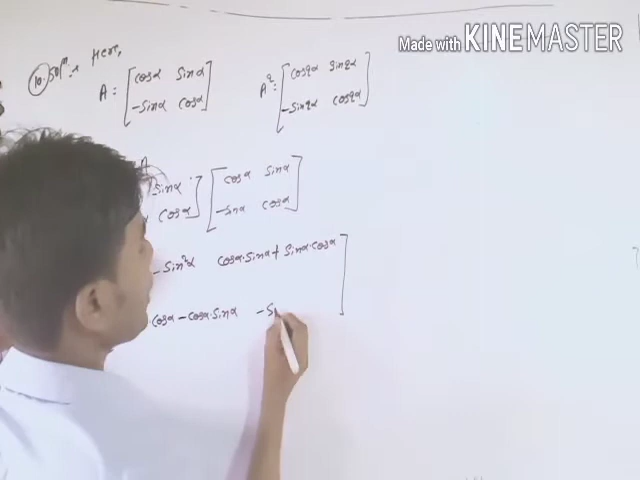 Made with KINEMASTER
10. Solⁿ:→ Here,
A : [cosα sinα
-sinα cosα]
A² : [cos2α sin2α
-sin2α cos2α]
sinα] [cosα sinα
cosα] -sinα cosα]
- sin²α cosα.sinα + sinα.cosα
cosα - cosα.sinα -S